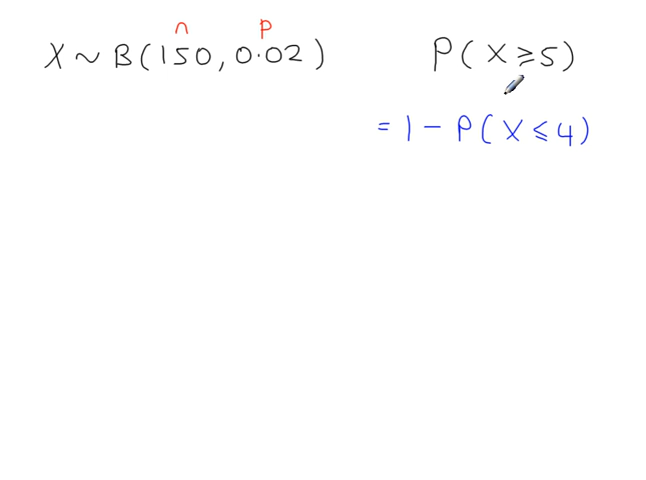 n p
X ~ B(150, 0·02) P(X ≥ 5)
= 1 − P(X ≤ 4)